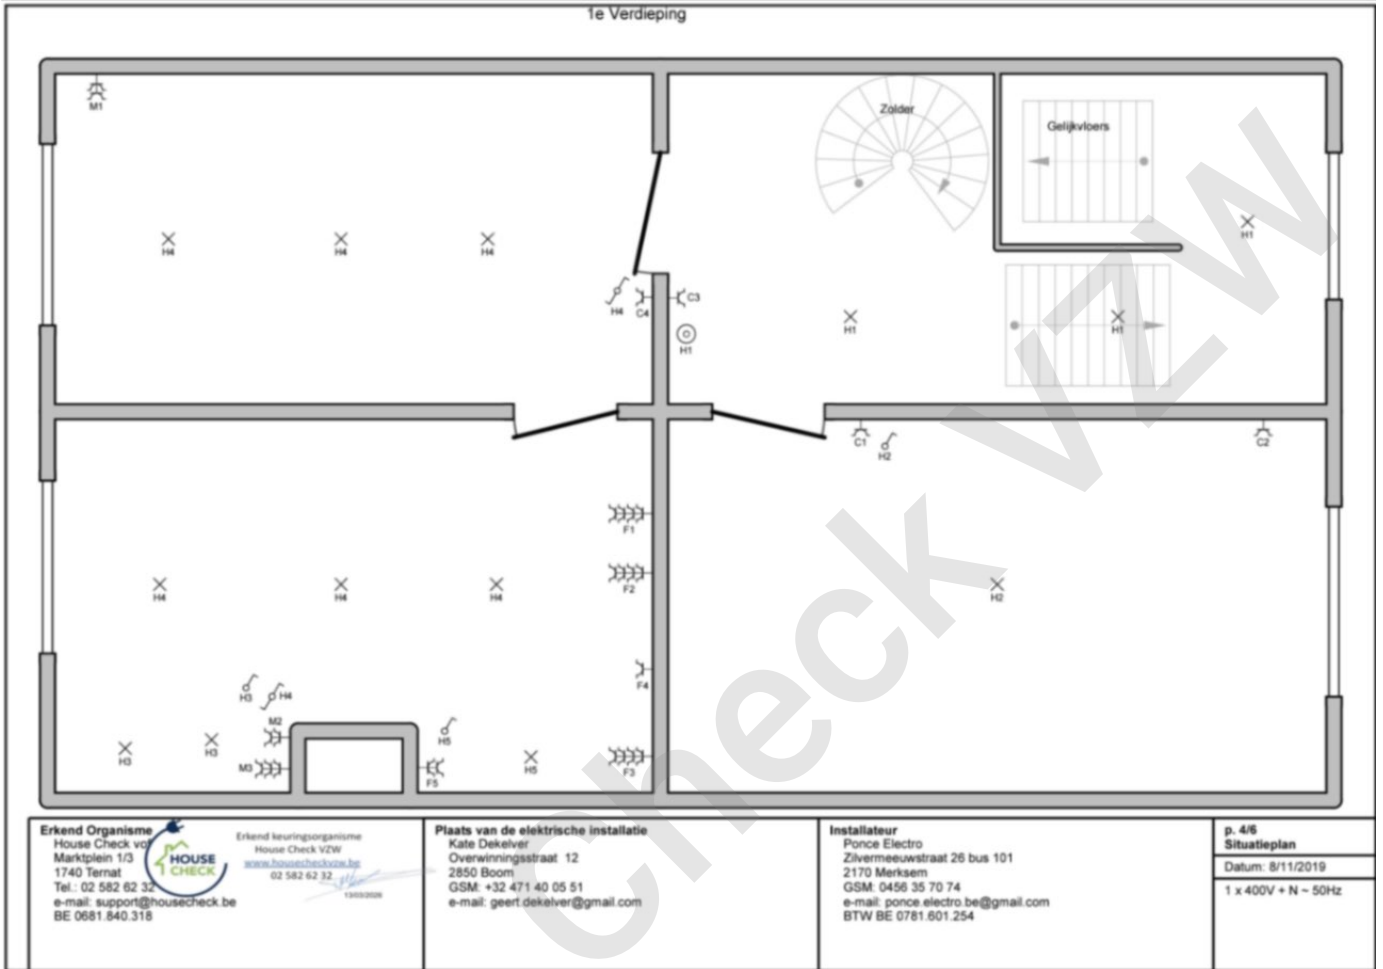 1e Verdieping
M1
Zolder
Gelijkvloers
H4
H4
H4
H1
H4
C4
C3
H1
H1
H1
C1
H2
C2
F1
F2
H4
H4
H4
H2
F4
H3
H4
M2
H5
H3
H3
M3
F5
H5
F3
Check VZW
Erkend Organisme
House Check vof
Marktplein 1/3
1740 Ternat
Tel.: 02 582 62 32
e-mail: support@housecheck.be
BE 0681.840.318
HOUSE
CHECK
Erkend keuringsorganisme
House Check VZW
www.housecheckvzw.be
02 582 62 32
13/03/2026
Plaats van de elektrische installatie
Kate Dekelver
Overwinningsstraat 12
2850 Boom
GSM: +32 471 40 05 51
e-mail: geert.dekelver@gmail.com
Installateur
Ponce Electro
Zilvermeeuwstraat 26 bus 101
2170 Merksem
GSM: 0456 35 70 74
e-mail: ponce.electro.be@gmail.com
BTW BE 0781.601.254
p. 4/6
Situatieplan
Datum: 8/11/2019
1 x 400V + N ~ 50Hz